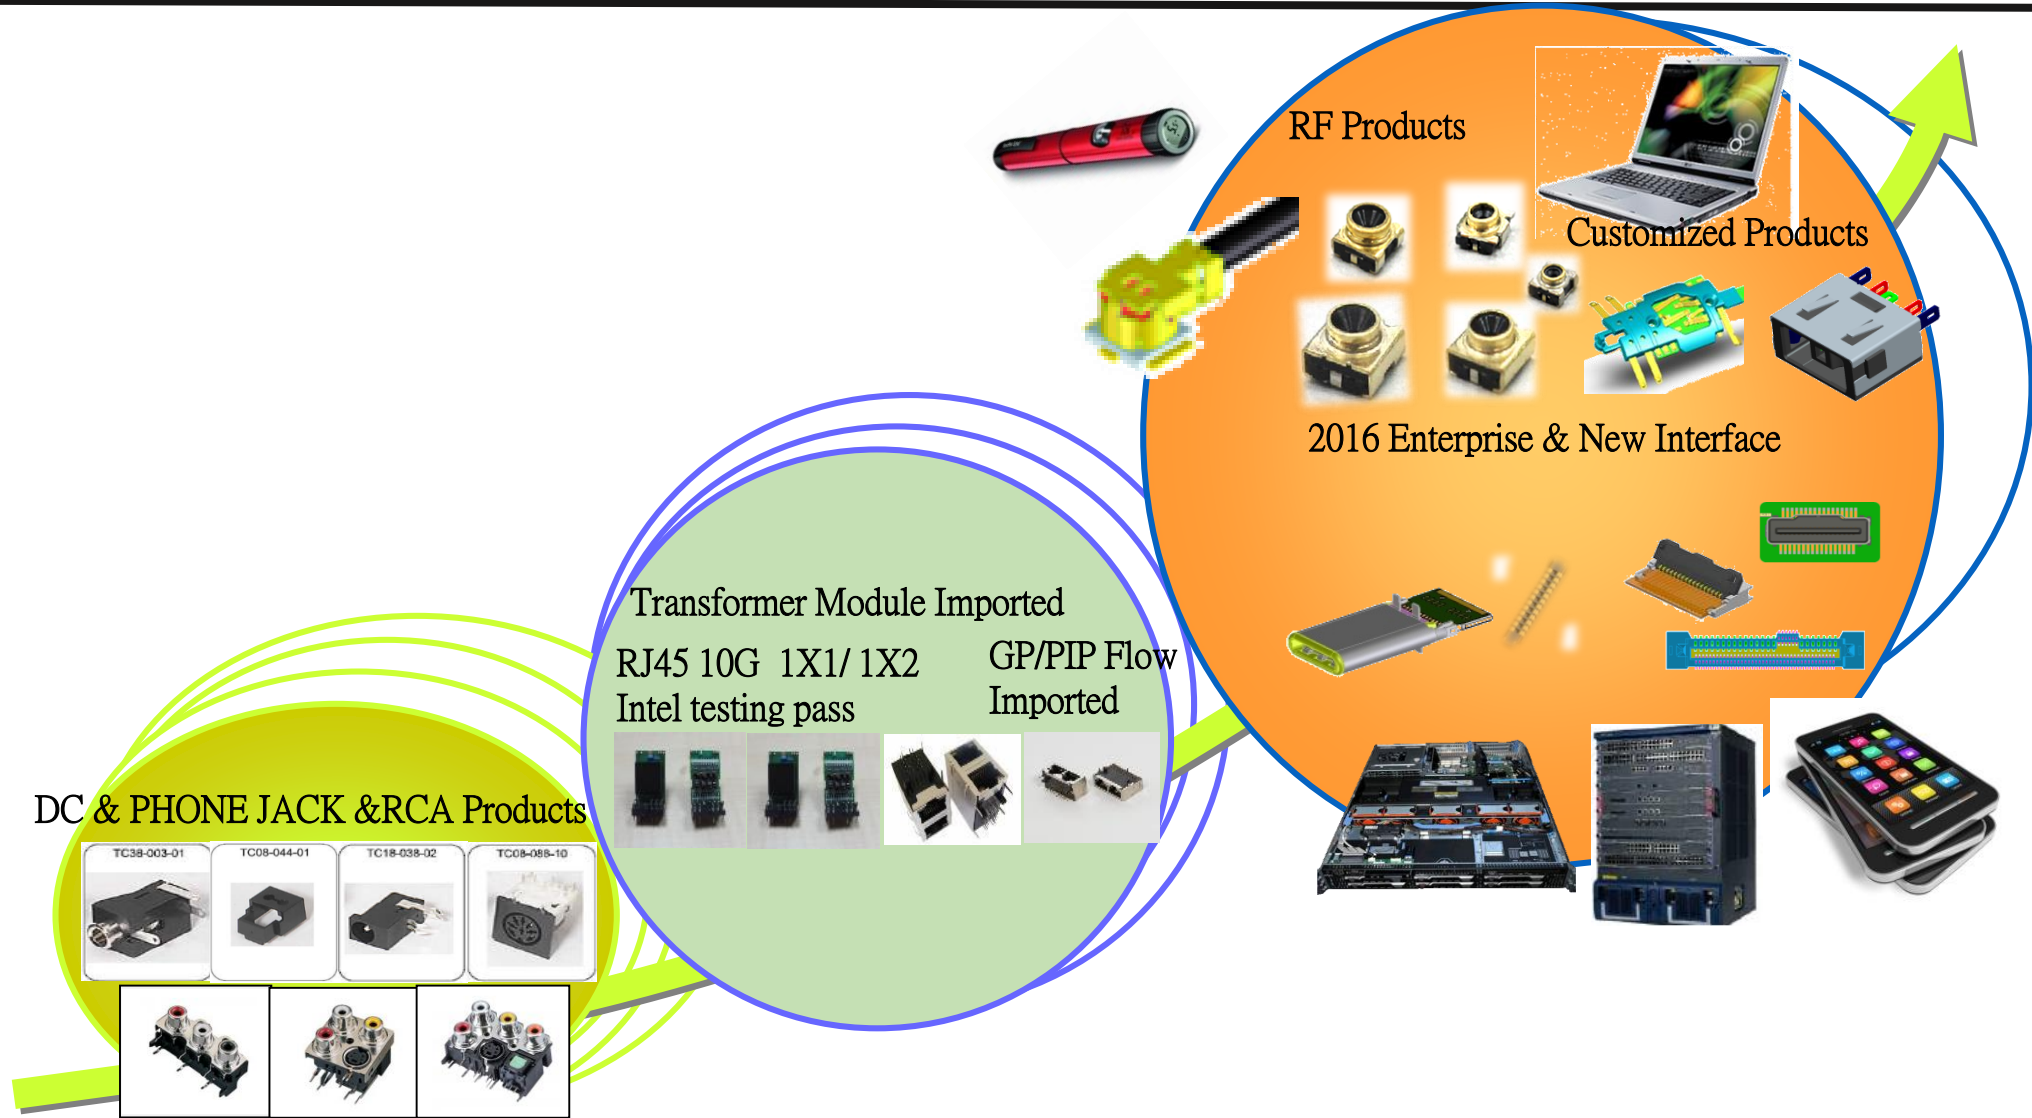 RF Products
Customized Products
2016 Enterprise & New Interface
Transformer Module Imported
RJ45 10G 1X1/ 1X2
Intel testing pass
GP/PIP Flow
Imported
DC & PHONE JACK &RCA Products
TC38-003-01
TC08-044-01
TC18-038-02
TC08-088-10